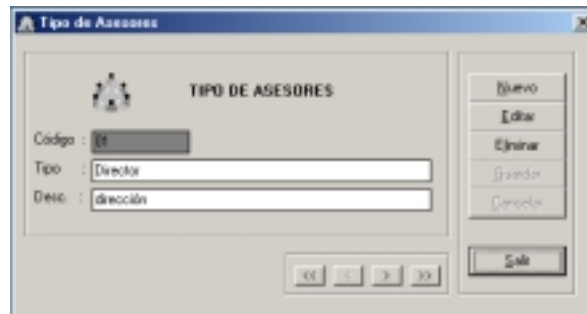 Tipo de Asesores
TIPO DE ASESORES
Código : 01
Tipo : Director
Desc. : dirección
Nuevo
Editar
Eliminar
Guardar
Cancelar
Salir
<< < > >>